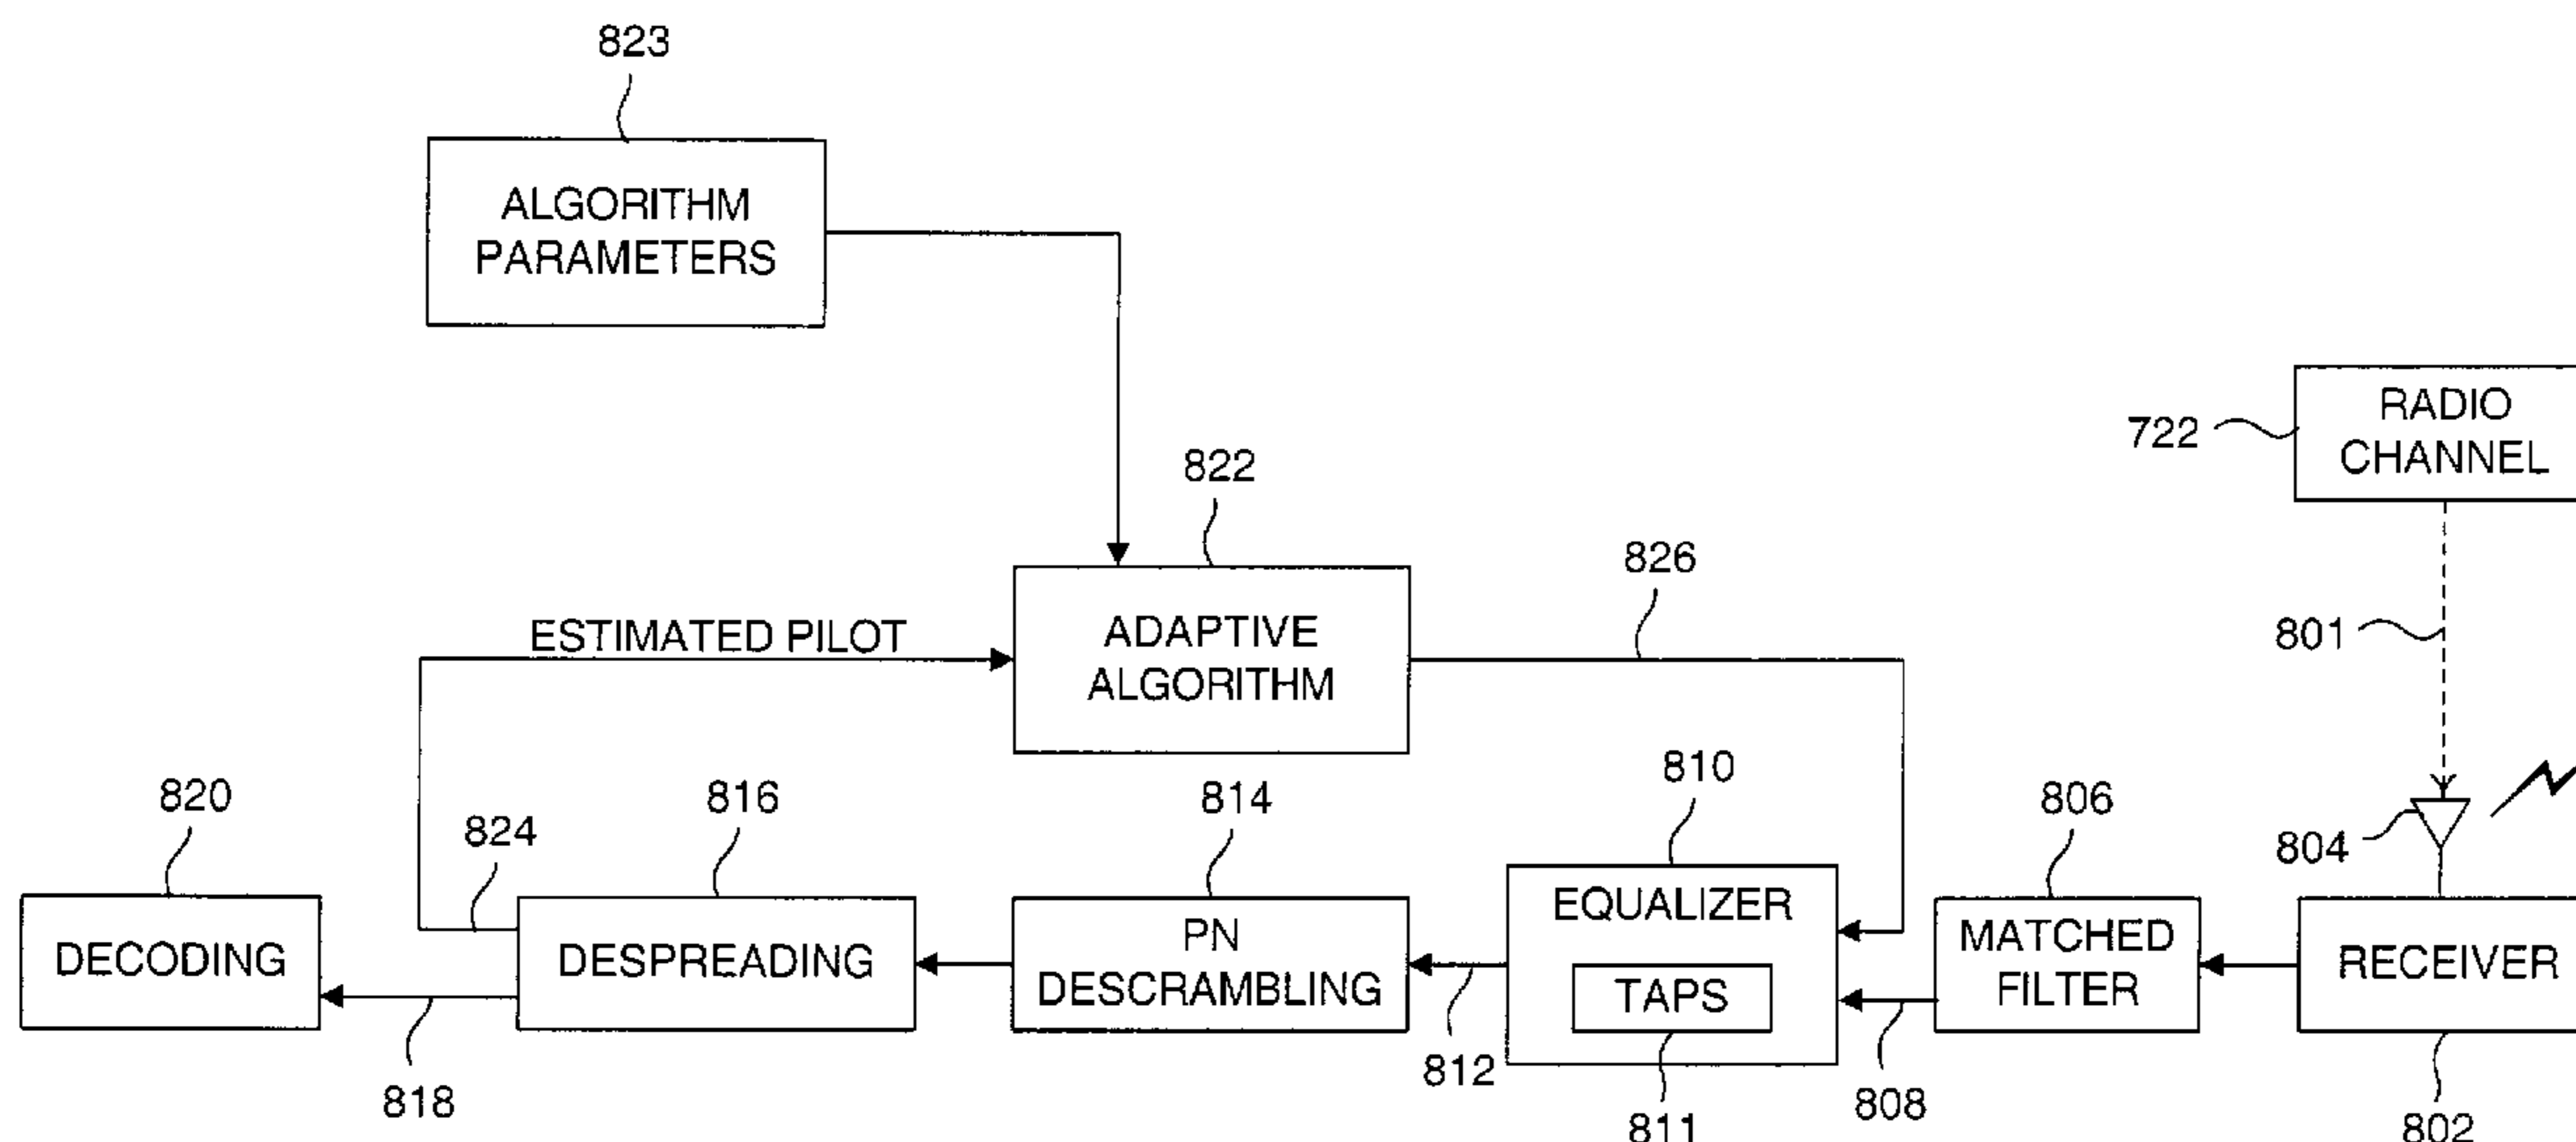 823
ALGORITHM
PARAMETERS
RADIO
CHANNEL
722
822
826
ESTIMATED PILOT
ADAPTIVE
ALGORITHM
801
820
824
816
814
810
806
804
DECODING
DESPREADING
PN
DESCRAMBLING
EQUALIZER
TAPS
MATCHED
FILTER
RECEIVER
818
812
811
808
802